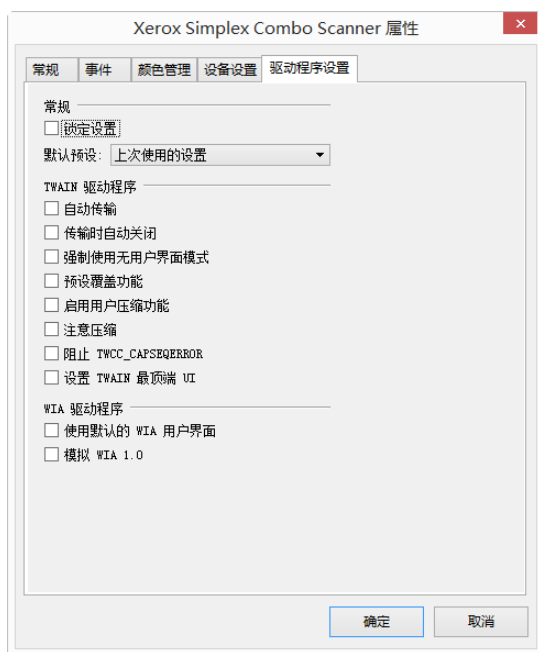 Xerox Simplex Combo Scanner 属性
常规 事件 颜色管理 设备设置 驱动程序设置
常规
锁定设置
默认预设: 上次使用的设置
TWAIN 驱动程序
自动传输
传输时自动关闭
强制使用无用户界面模式
预设覆盖功能
启用用户压缩功能
注意压缩
阻止 TWCC_CAPSEQERROR
设置 TWAIN 最顶端 UI
WIA 驱动程序
使用默认的 WIA 用户界面
模拟 WIA 1.0
确定 取消